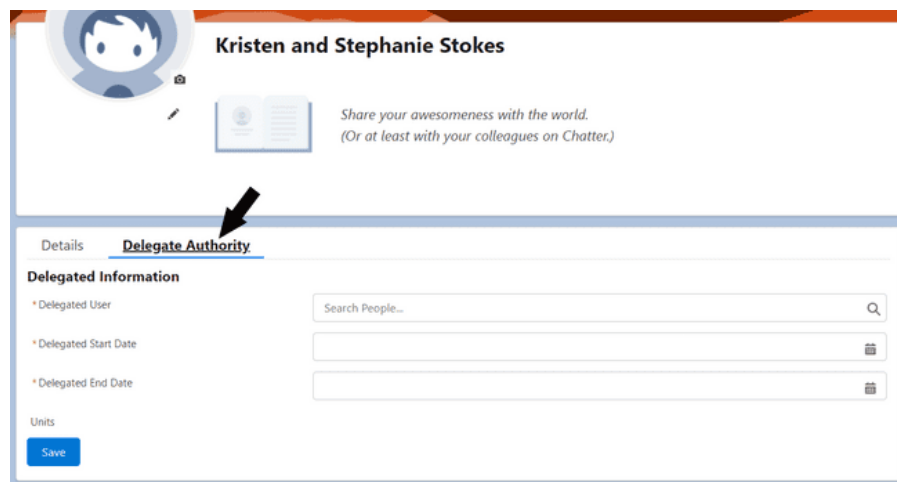 Kristen and Stephanie Stokes
Share your awesomeness with the world.
(Or at least with your colleagues on Chatter.)
Details Delegate Authority
Delegated Information
* Delegated User
Search People...
* Delegated Start Date
* Delegated End Date
Units
Save